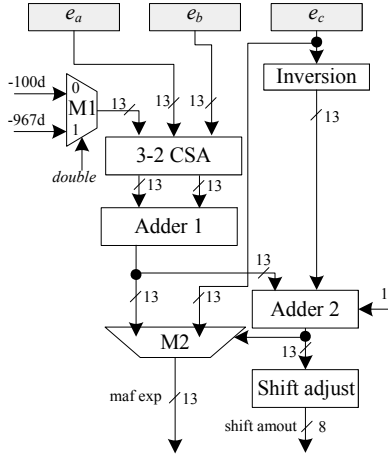 e_a e_b e_c
-100d 0 M1 13 13 13 Inversion
-967d 1 13
double 3-2 CSA
13 13
Adder 1
13
13 13 Adder 2 1
M2 13
maf exp 13 Shift adjust
shift amout 8